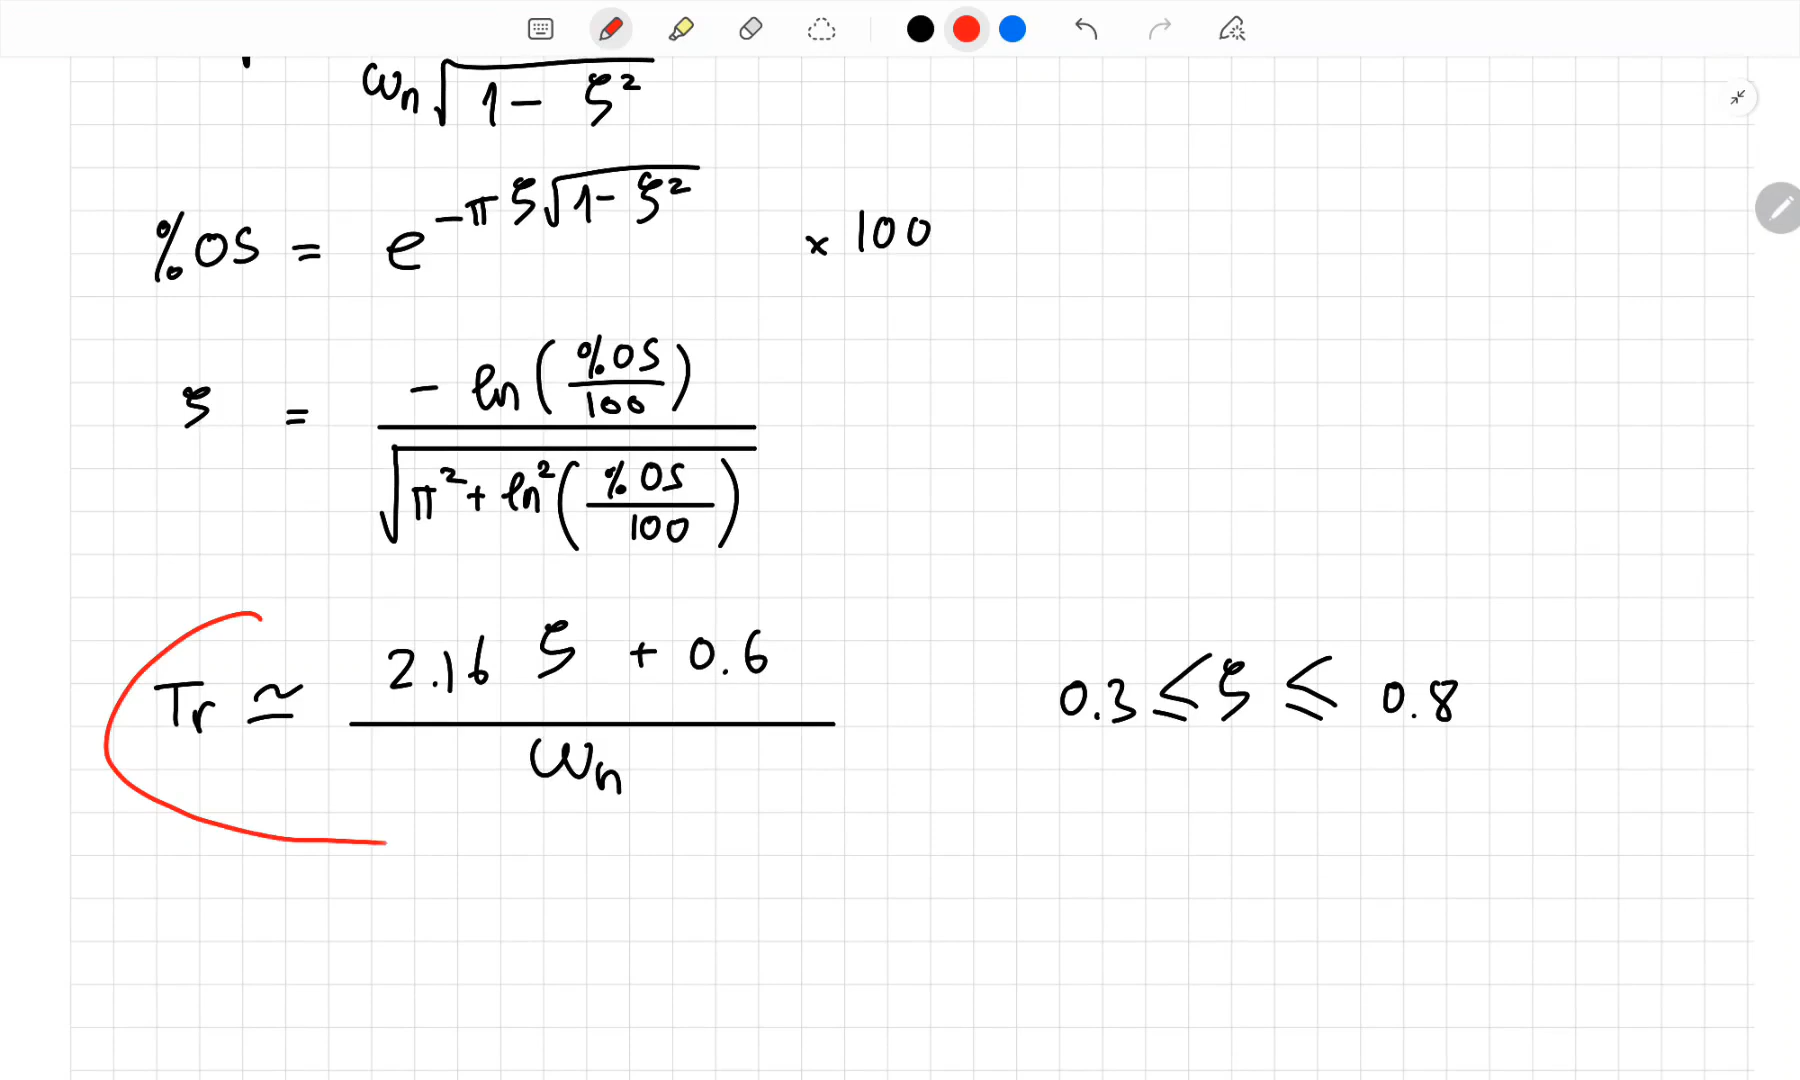 ωn√(1 - ζ²)
%OS = e^(-π ζ√(1 - ζ²)) × 100
ζ = - ln(%OS/100) / √(π² + ln²(%OS/100))
Tr ≃ (2.16 ζ + 0.6) / ωn    0.3 ≤ ζ ≤ 0.8